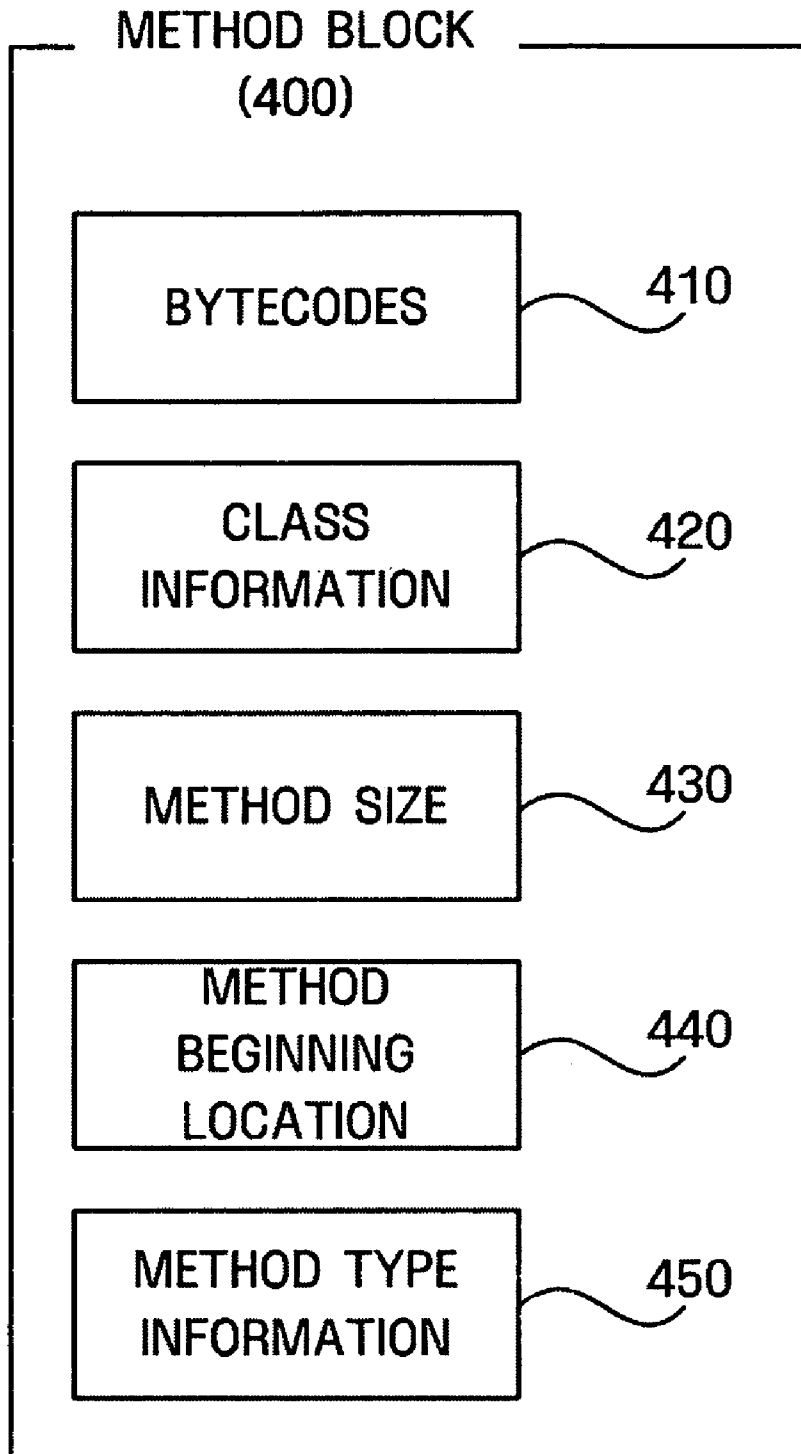 METHOD BLOCK
(400)
BYTECODES
410
CLASS
INFORMATION
420
METHOD SIZE
430
METHOD
BEGINNING
LOCATION
440
METHOD TYPE
INFORMATION
450